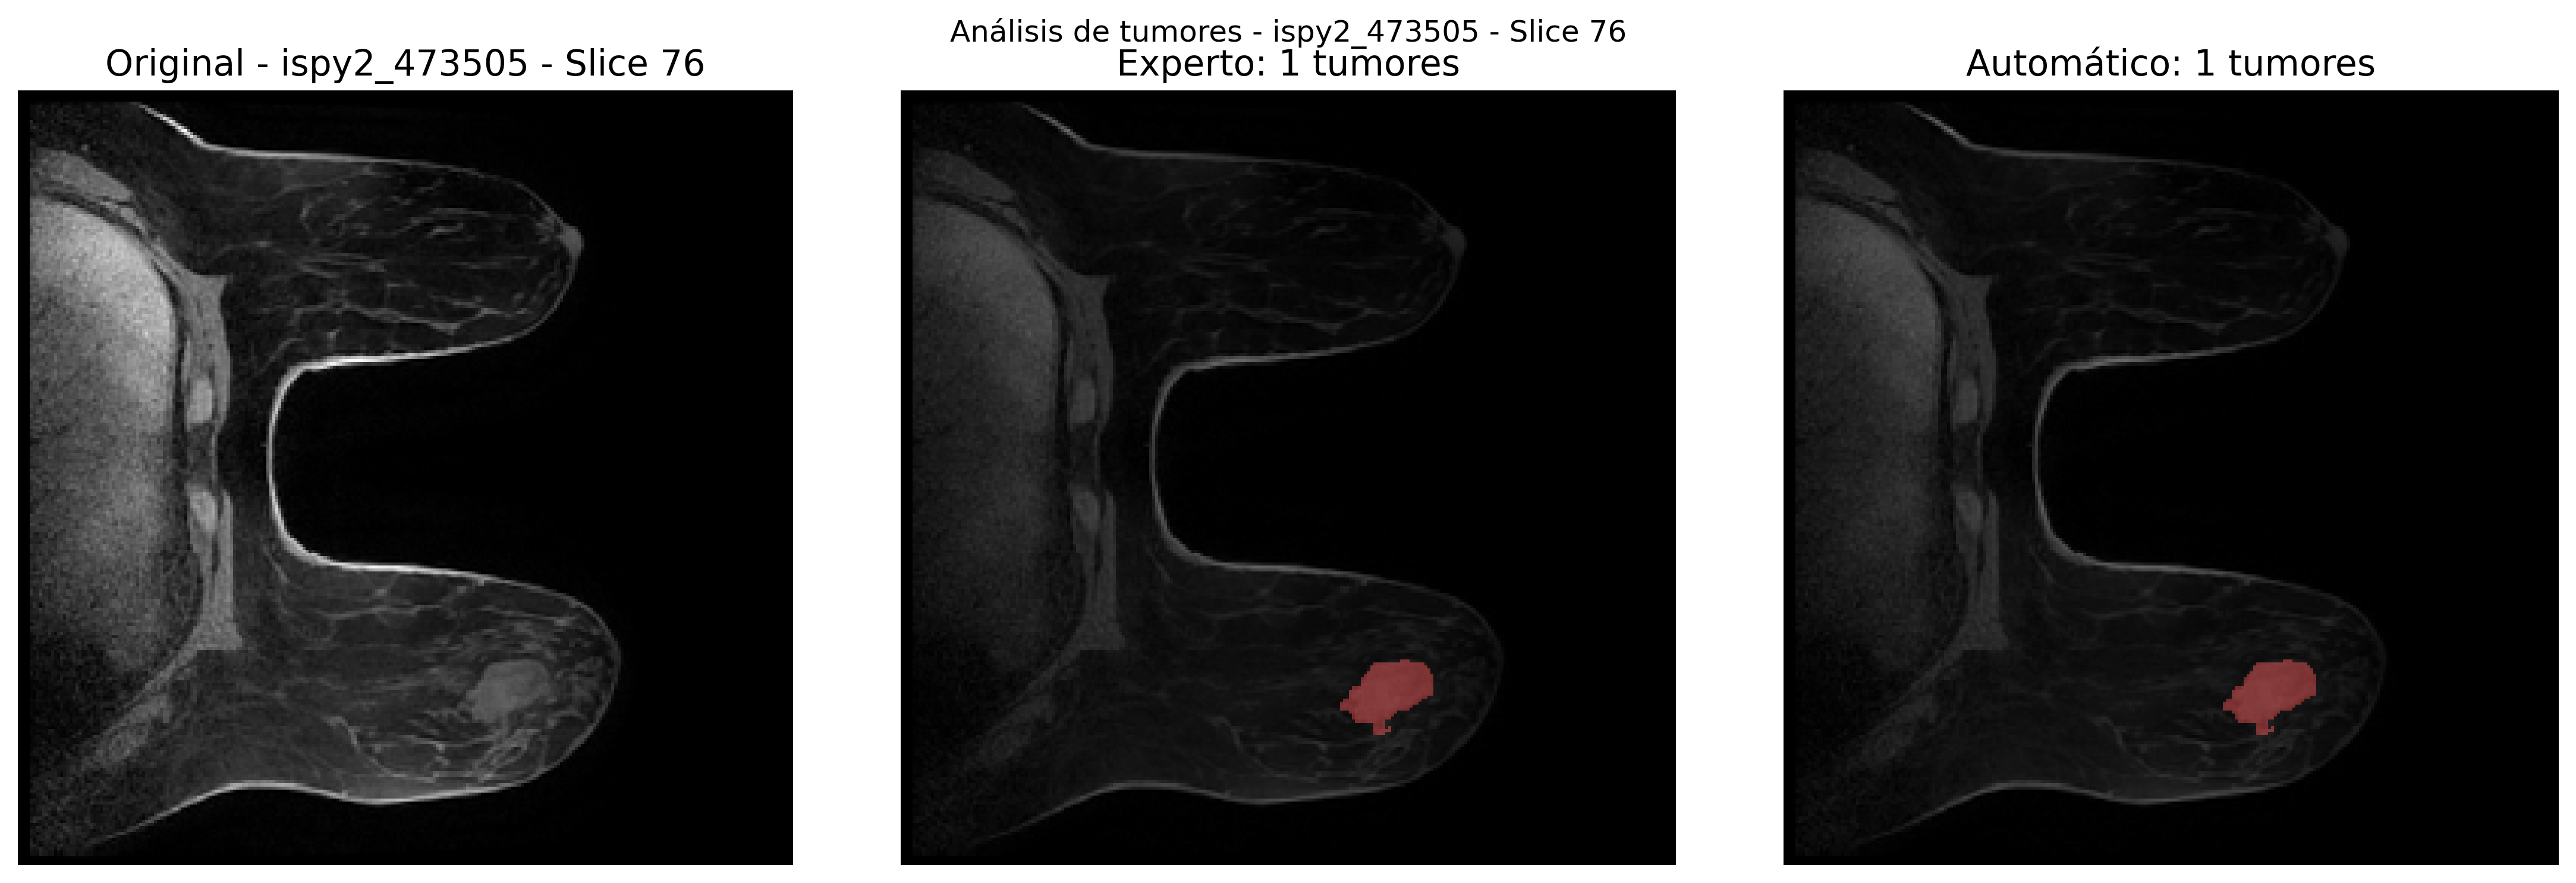 Análisis de tumores - ispy2_473505 - Slice 76
Original - ispy2_473505 - Slice 76
Experto: 1 tumores
Automático: 1 tumores